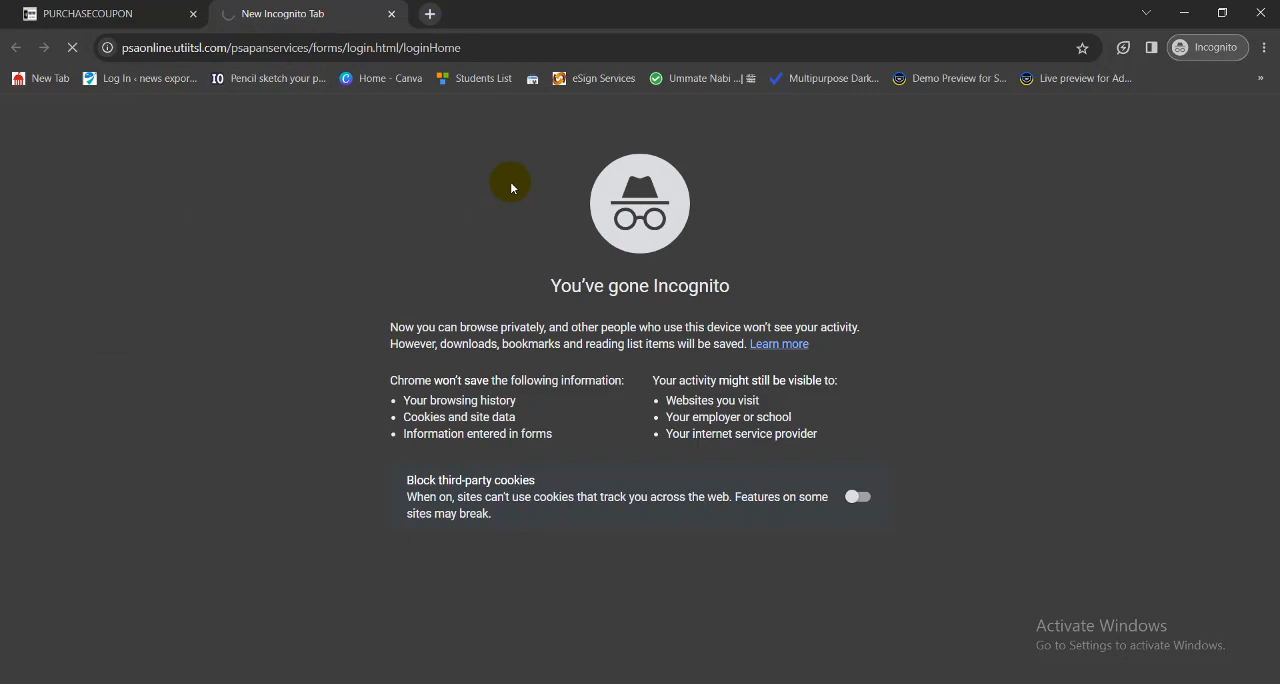 PURCHASECOUPON
New Incognito Tab
psaonline.utiitsl.com/psapanservices/forms/login.html/loginHome
Incognito
New Tab
Log In ‹ news expor...
IO Pencil sketch your p...
Home - Canva
Students List
eSign Services
Ummate Nabi ...|
Multipurpose Dark...
Demo Preview for S...
Live preview for Ad...
»
You've gone Incognito
Now you can browse privately, and other people who use this device won't see your activity.
However, downloads, bookmarks and reading list items will be saved. Learn more
Chrome won't save the following information:
• Your browsing history
• Cookies and site data
• Information entered in forms
Your activity might still be visible to:
• Websites you visit
• Your employer or school
• Your internet service provider
Block third-party cookies
When on, sites can't use cookies that track you across the web. Features on some
sites may break.
Activate Windows
Go to Settings to activate Windows.